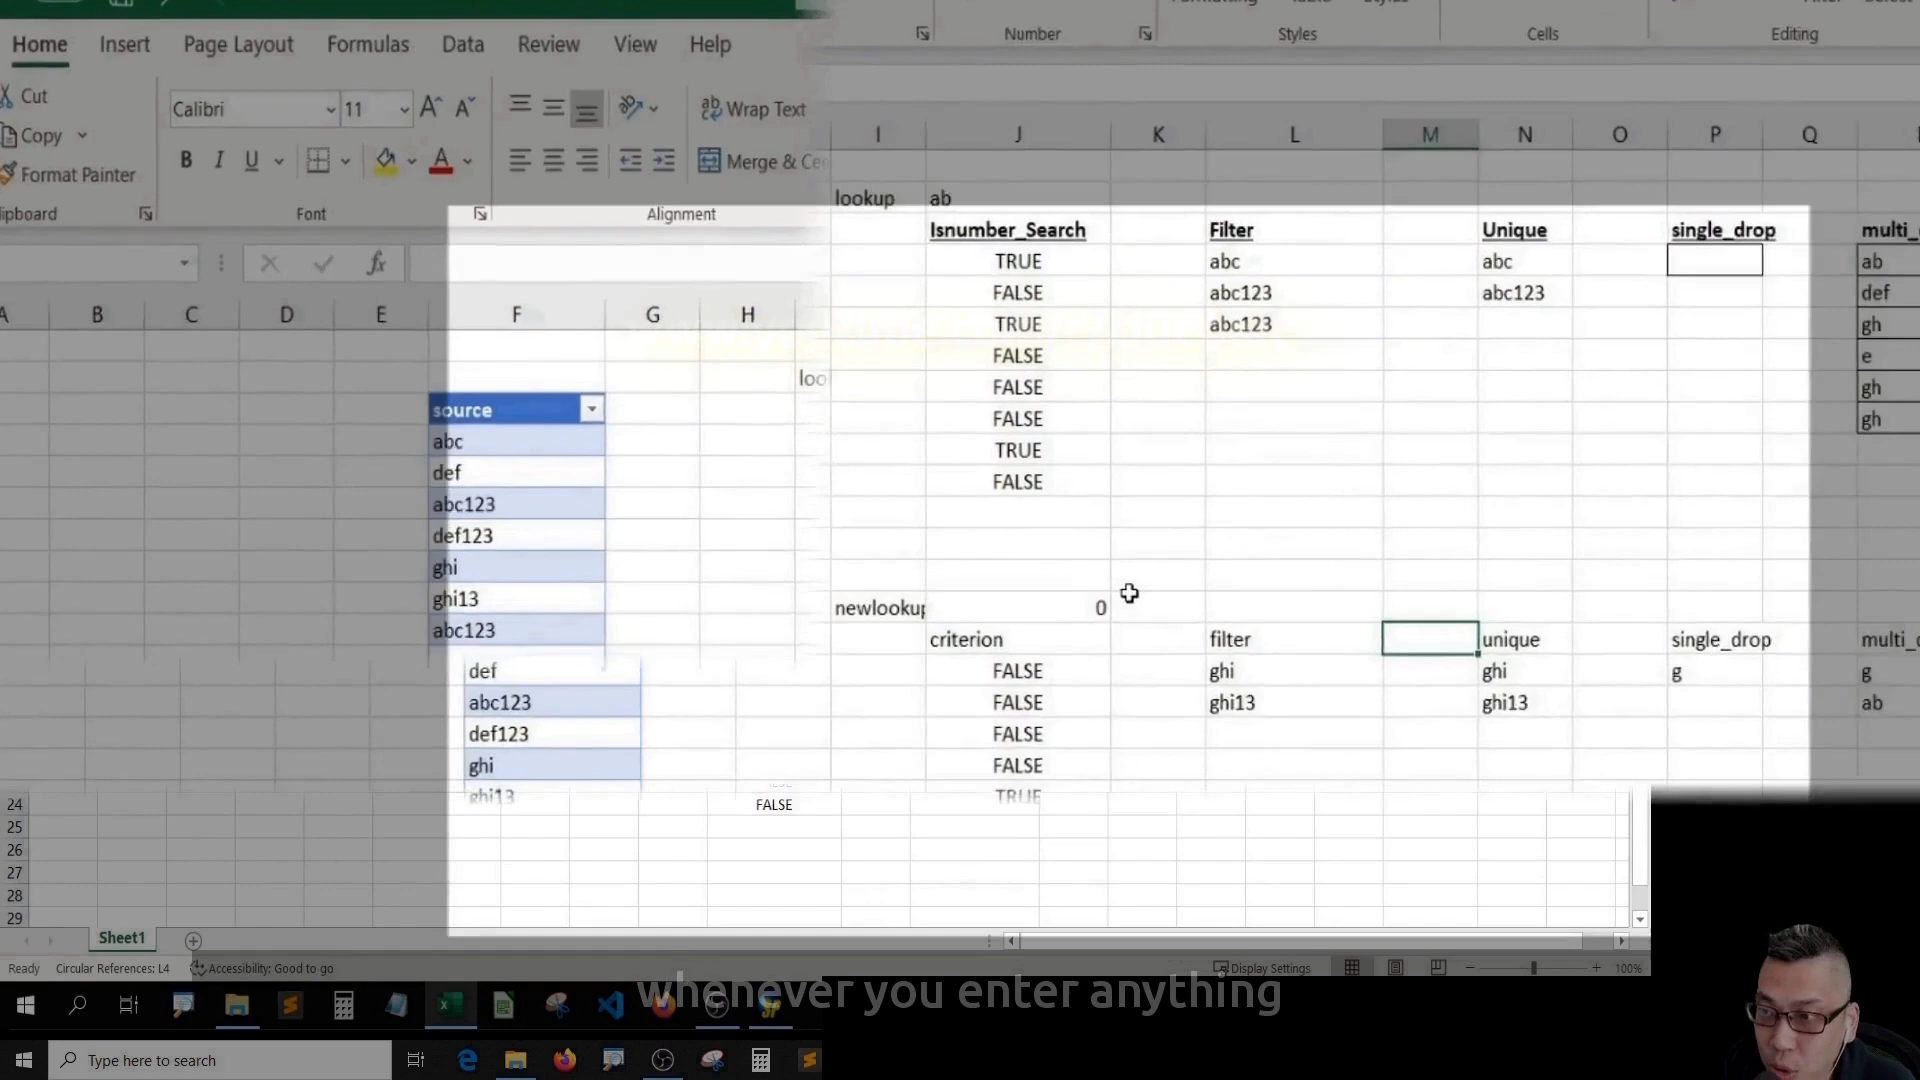 Home Insert Page Layout Formulas Data Review View Help
Number Styles Cells Editing
Cut
Calibri 11
Wrap Text
Copy
Format Painter
B I U A
Font Alignment
fx
I J K L M N O P Q
lookup ab
Isnumber_Search Filter Unique single_drop
TRUE abc abc ab
FALSE abc123 abc123 def
A B C D E F G H
TRUE abc123 gh
FALSE e
FALSE gh
source
FALSE gh
abc
TRUE
def
FALSE
abc123
def123
ghi
ghi13
0
abc123
criterion filter unique single_drop
def FALSE ghi ghi g g
abc123 FALSE ghi13 ghi13 ab
def123 FALSE
ghi FALSE
ghi13 TRUE
24 FALSE
25
26
27
28
29
Sheet1
Ready Circular References: L4 Accessibility: Good to go Display Settings 100%
whenever you enter anything
Type here to search